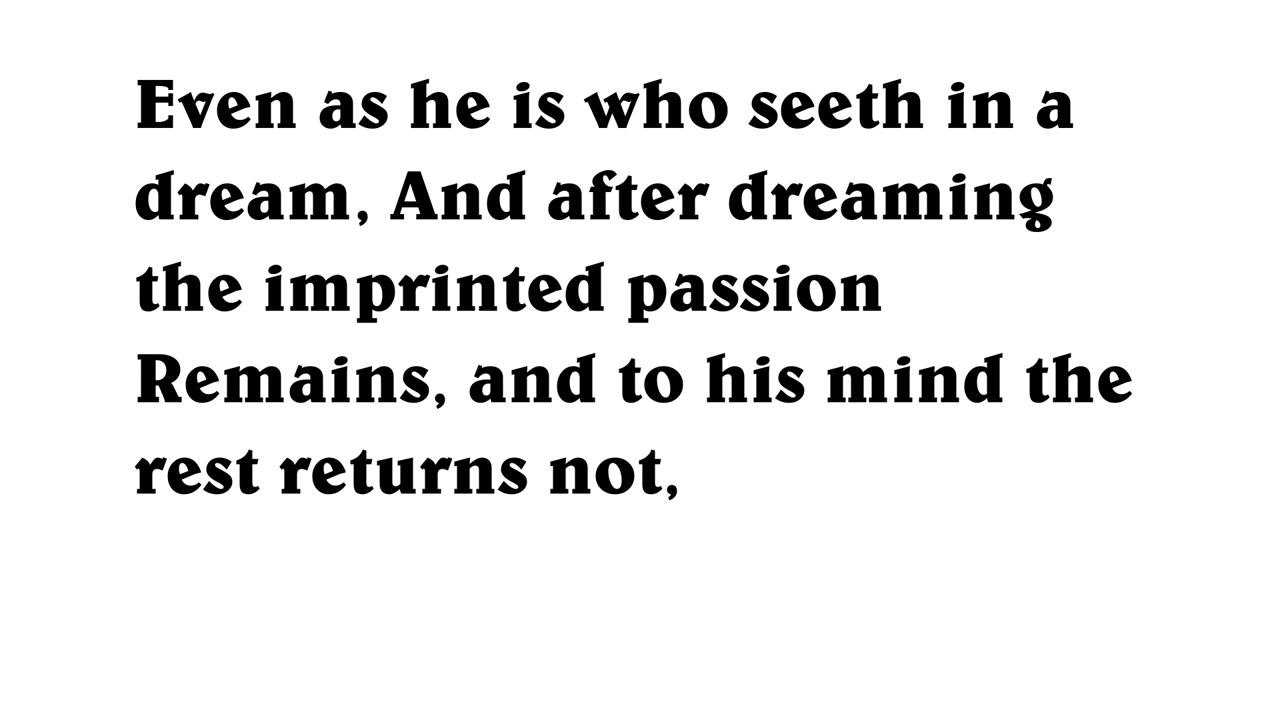 Even as he is who seeth in a
dream, And after dreaming
the imprinted passion
Remains, and to his mind the
rest returns not,